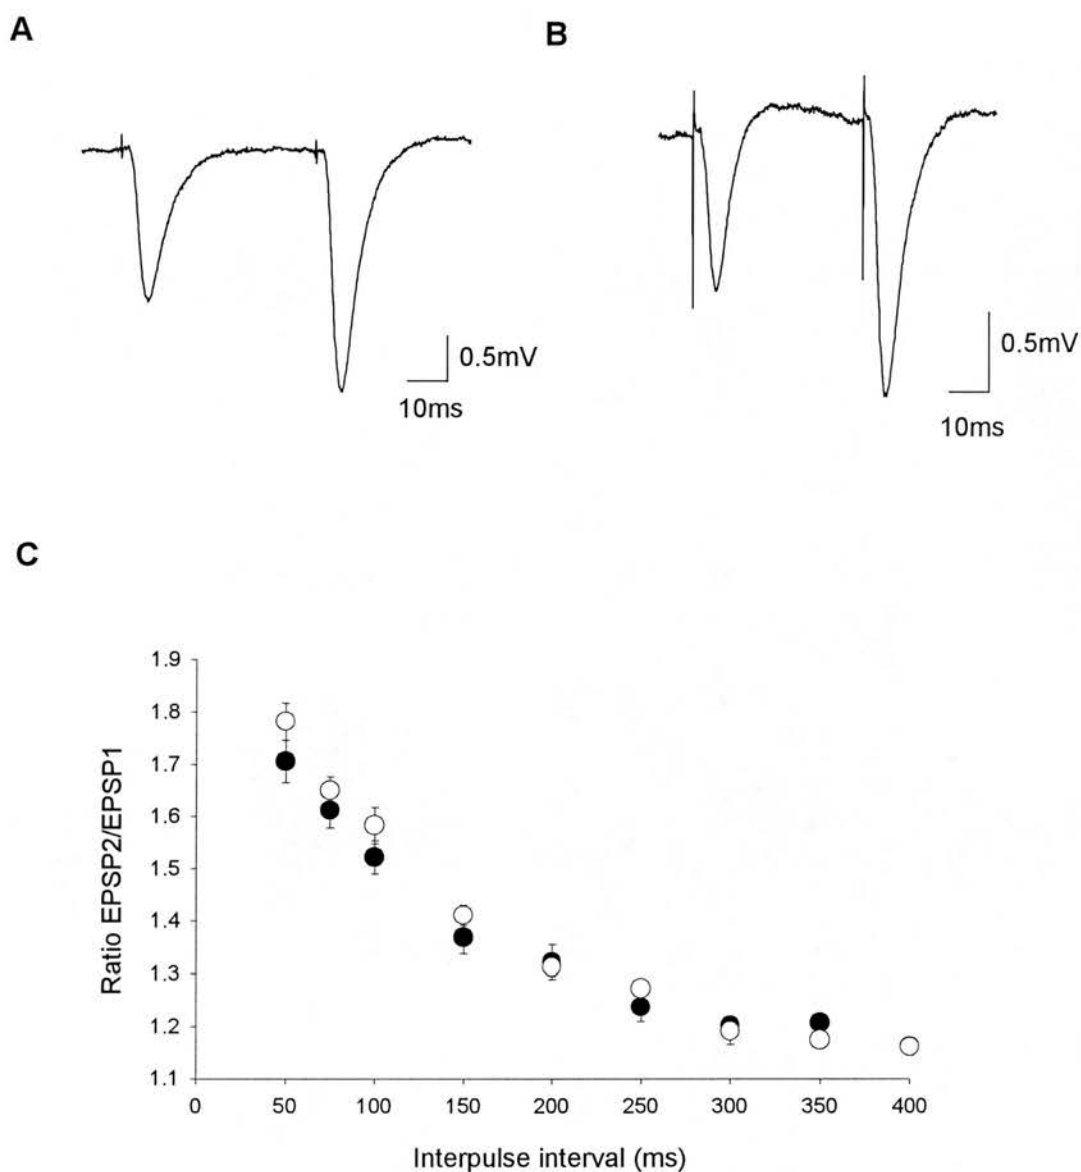 A
B
0.5mV
10ms
0.5mV
10ms
C
1.9
1.8
1.7
1.6
1.5
1.4
1.3
1.2
1.1
Ratio EPSP2/EPSP1
0 50 100 150 200 250 300 350 400
Interpulse interval (ms)